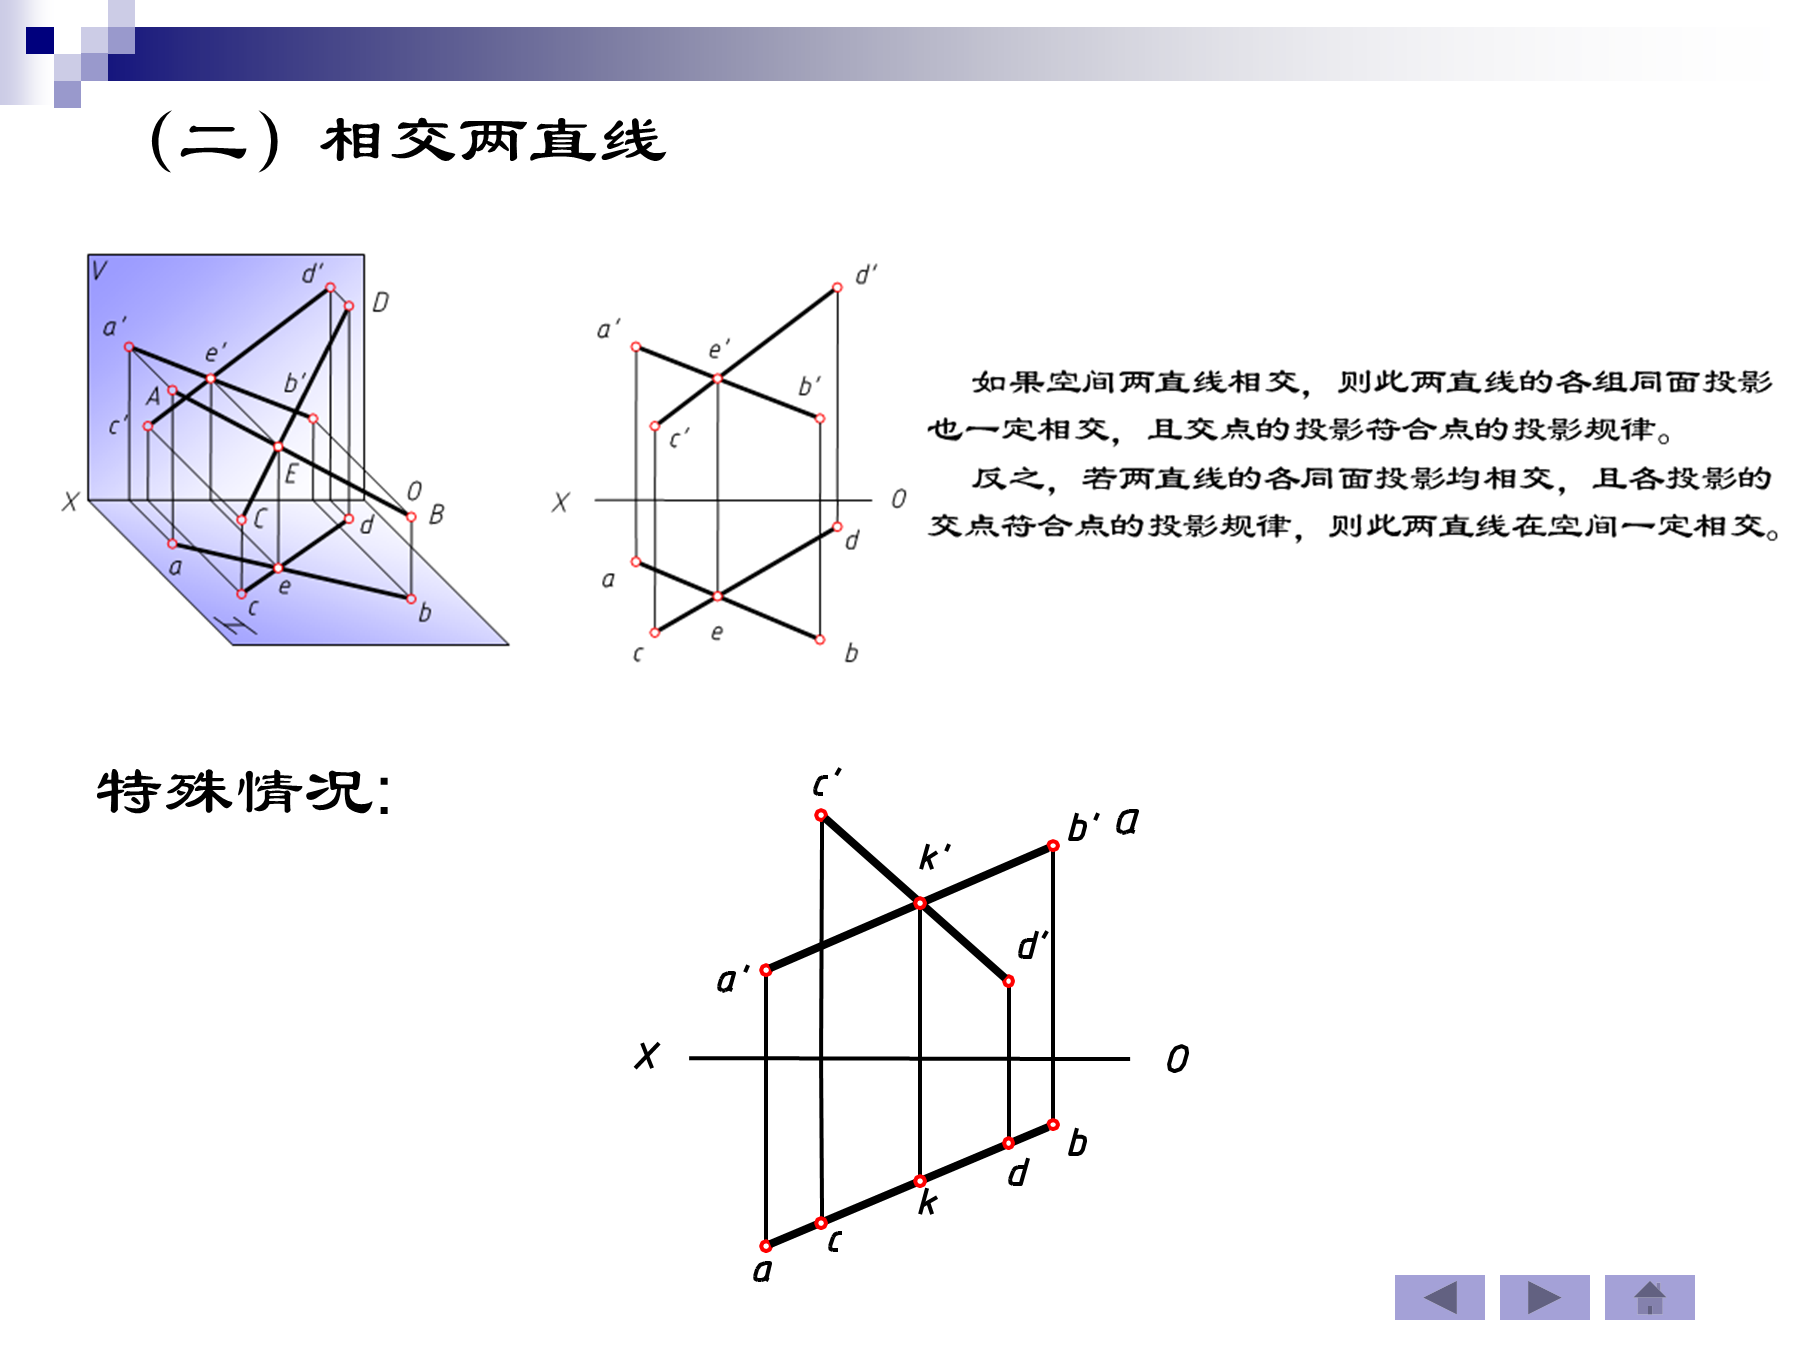 （二）相交两直线
V
d'
D
a'
e'
b'
A
c'
E
X
O
C
d
B
a
e
c
b
H
d'
a'
e'
b'
c'
X
O
d
a
e
c
b
如果空间两直线相交，则此两直线的各组同面投影
也一定相交，且交点的投影符合点的投影规律。
反之，若两直线的各同面投影均相交，且各投影的
交点符合点的投影规律，则此两直线在空间一定相交。
特殊情况：
c'
b' a
k'
d'
a'
X
O
b
d
k
c
a